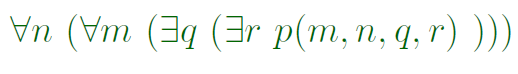 ∀n (∀m (∃q (∃r p(m, n, q, r) )))